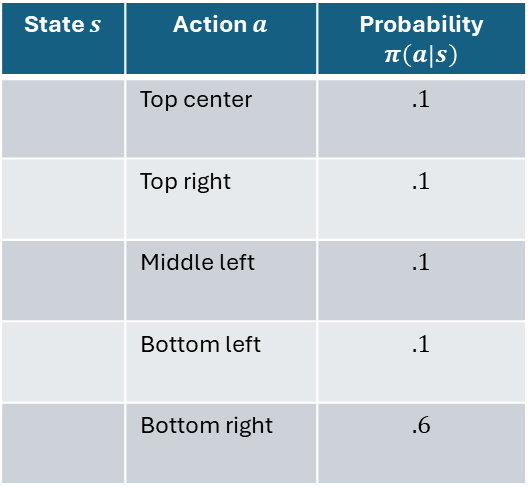 State s Action a Probability
π(a|s)
Top center .1
Top right .1
Middle left .1
Bottom left .1
Bottom right .6